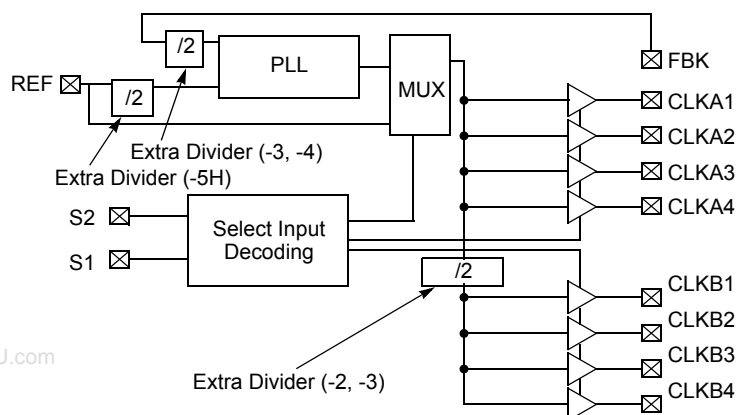 /2
PLL
FBK
REF
/2
MUX
CLKA1
CLKA2
Extra Divider (-3, -4)
CLKA3
Extra Divider (-5H)
CLKA4
S2
Select Input
Decoding
S1
/2
CLKB1
CLKB2
CLKB3
Extra Divider (-2, -3)
CLKB4
J.com